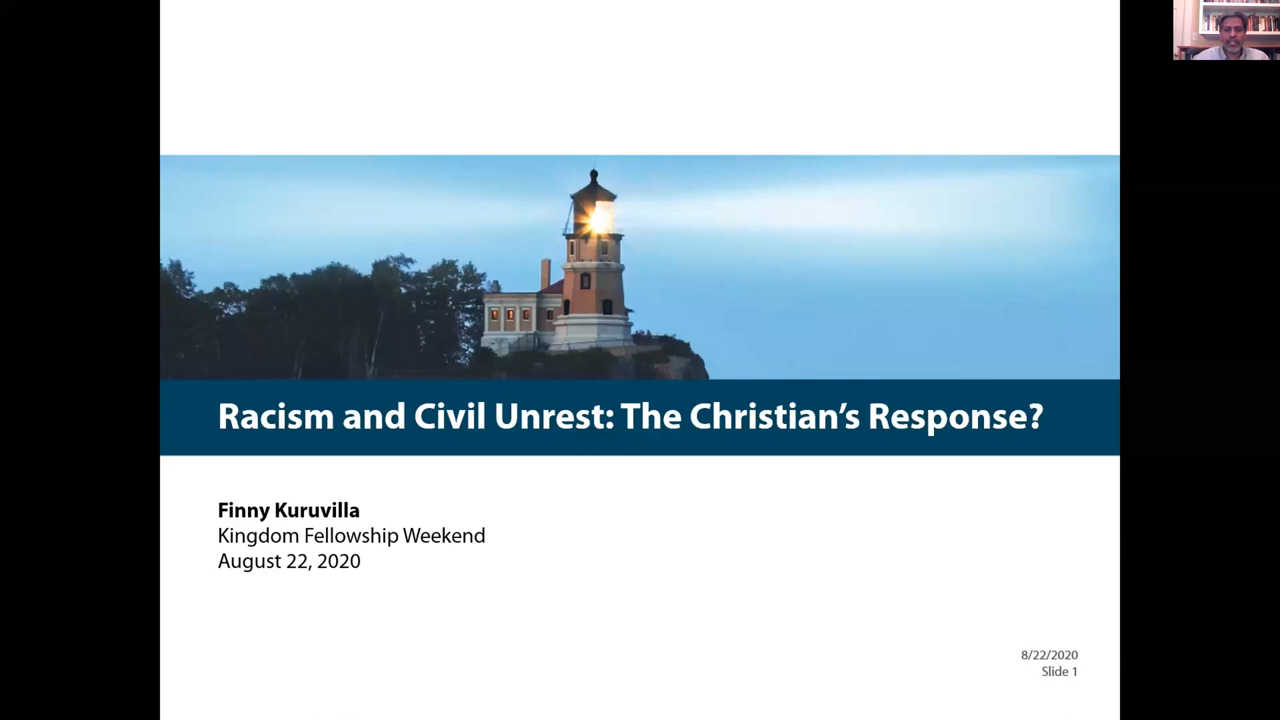 Racism and Civil Unrest: The Christian’s Response?
Finny Kuruvilla
Kingdom Fellowship Weekend
August 22, 2020
8/22/2020
Slide 1